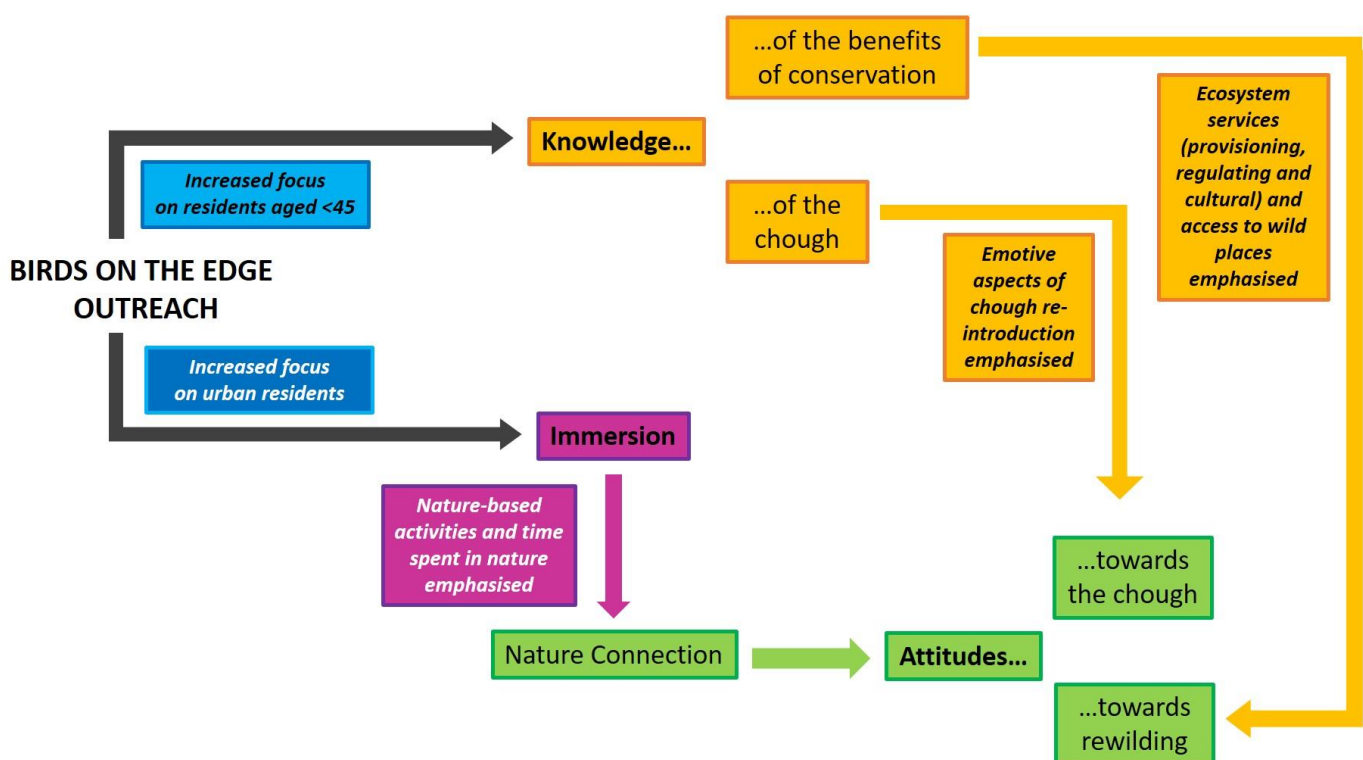 ...of the benefits
of conservation
Ecosystem
services
(provisioning,
regulating and
cultural) and
access to wild
places
emphasised
Knowledge...
Increased focus
on residents aged <45
...of the
chough
Emotive
aspects of
chough re-
introduction
emphasised
BIRDS ON THE EDGE
OUTREACH
Increased focus
on urban residents
Immersion
Nature-based
activities and time
spent in nature
emphasised
Nature Connection
Attitudes...
...towards
the chough
...towards
rewilding